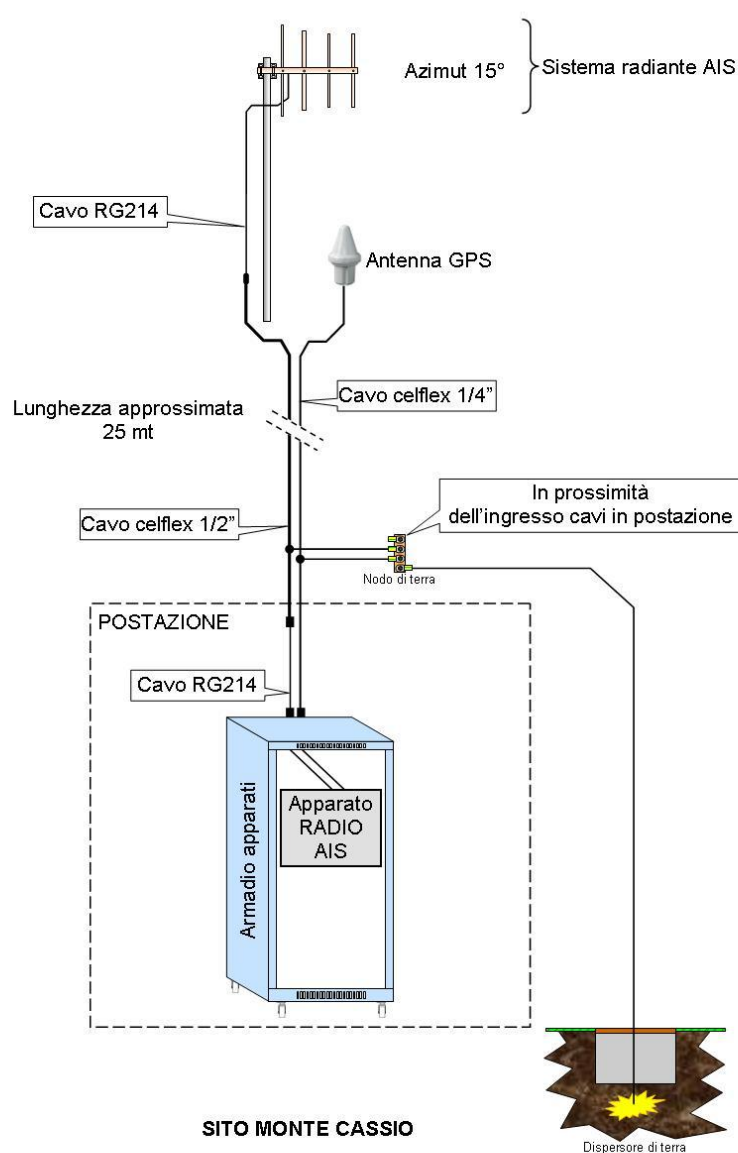 Azimut 15°
Sistema radiante AIS
Cavo RG214
Antenna GPS
Cavo celflex 1/4"
Lunghezza approssimata
25 mt
In prossimità
dell'ingresso cavi in postazione
Cavo celflex 1/2"
Nodo di terra
POSTAZIONE
Cavo RG214
Armadio apparati
Apparato
RADIO
AIS
SITO MONTE CASSIO
Dispersore di terra